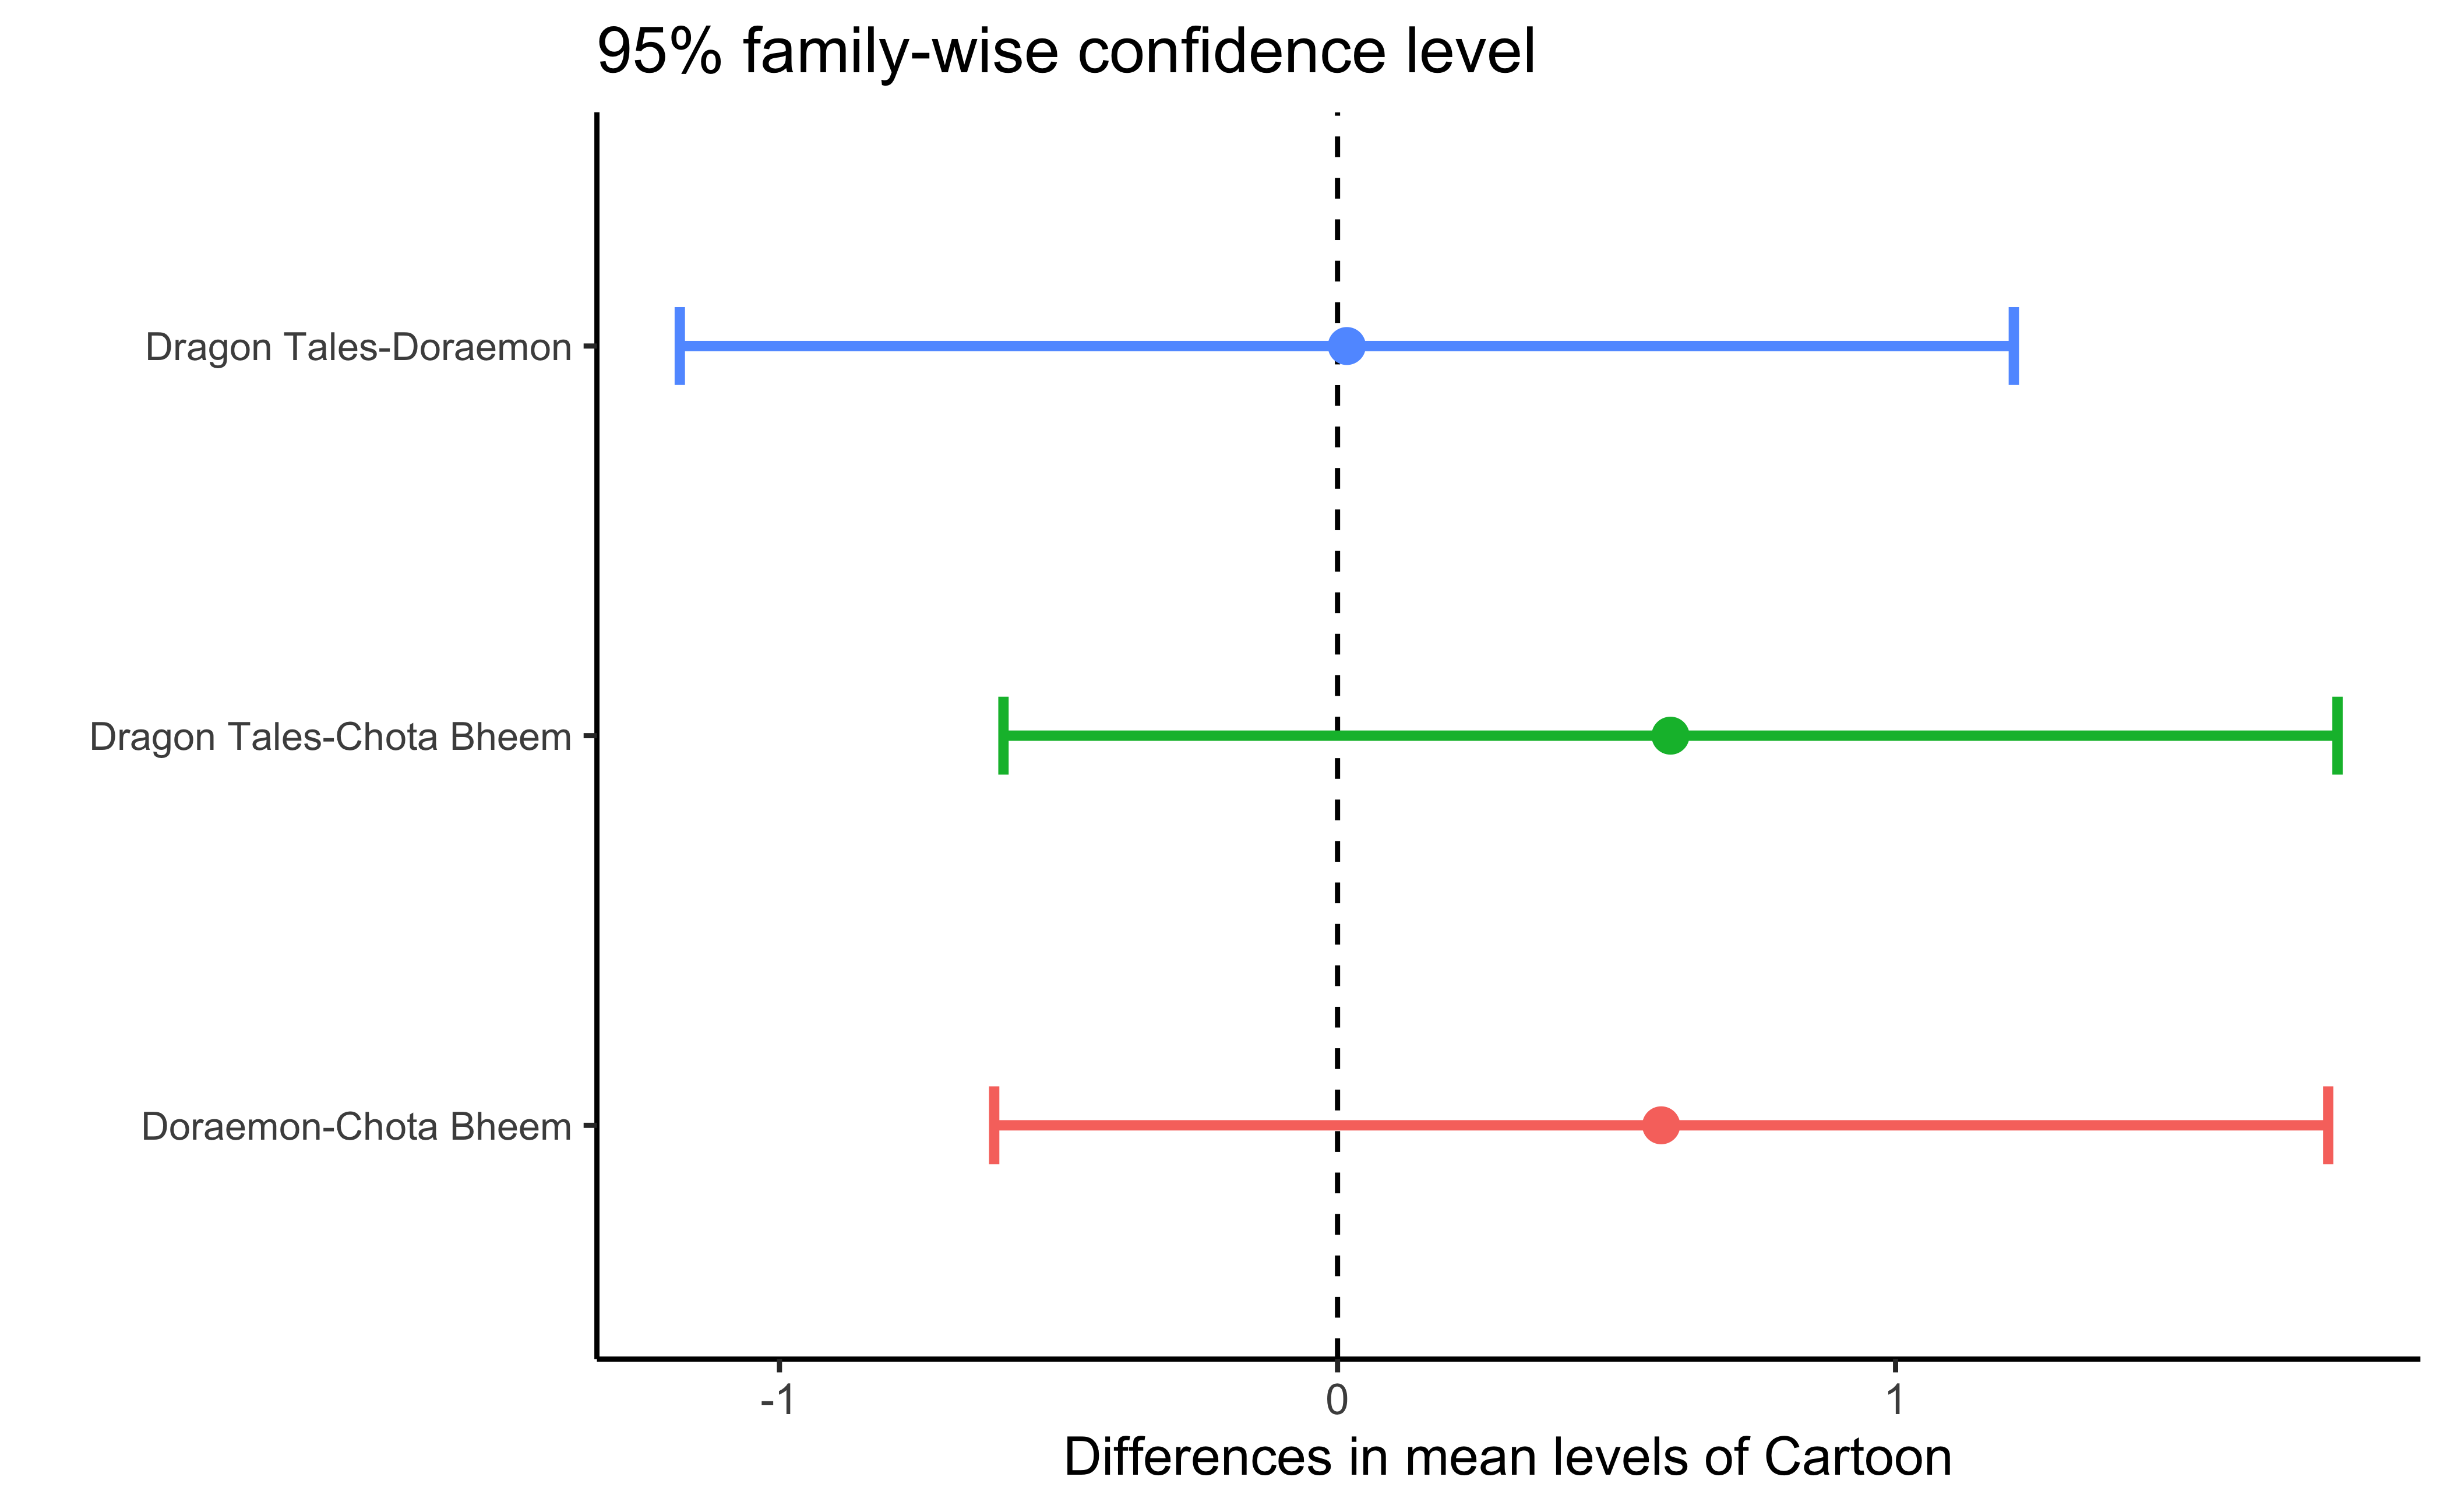 95% family-wise confidence level
Dragon Tales-Doraemon
Dragon Tales-Chota Bheem
Doraemon-Chota Bheem
-1 0 1
Differences in mean levels of Cartoon